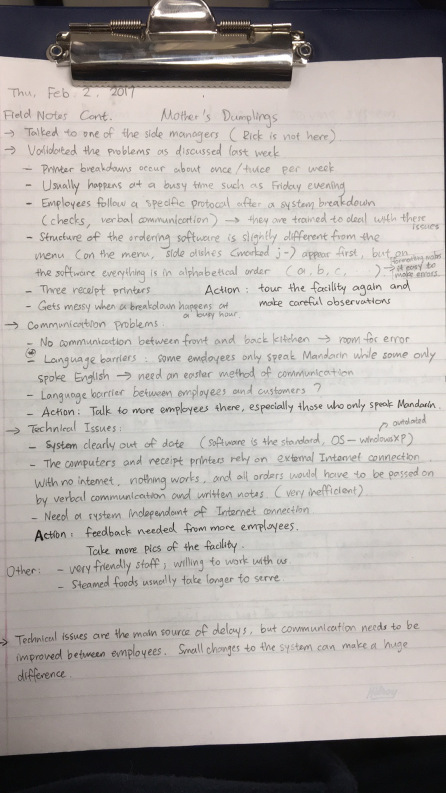 Thu, Feb 2, 2017
Field Notes Cont. Mother's Dumplings
→ Talked to one of the side managers (Rick is not here)
→ Validated the problems as discussed last week
- Printer breakdowns occur about once/twice per week
- Usually happens at a busy time such as Friday evening
- Employees follow a specific protocol after a system breakdown
(checks, verbal communication) → they are trained to deal with there issues
- Structure of the ordering software is slightly different from the
menu (on the menu, side dishes (marked j-) appear first, but on
the software everything is in alphabetical order (a, b, c, ) → easy to make errors.
- Three receipt printers Action: tour the facility again and
- Gets messy when a breakdown happens at make careful observations
a busy hour.
→ Communication problems:
- No communication between front and back kitchen → room for error
- Language barriers: some employees only speak Mandarin while some only
spoke English → need an easier method of communication
- Language barrier between employees and customers?
- Action: Talk to more employees there, especially those who only speak Mandarin.
→ Technical Issues: outdated
- System clearly out of date (software is the standard, OS - windows XP)
- The computers and receipt printers rely on external Internet connection.
With no internet, nothing works, and all orders would have to be passed on
by verbal communication and written notes. (very inefficient)
- Need a system independent of Internet connection
Action: feedback needed from more employees.
Take more pics of the facility.
Other: - very friendly staff, willing to work with us.
- Steamed foods usually take longer to serve.
→ Technical issues are the main source of delays, but communication needs to be
improved between employees. Small changes to the system can make a huge
difference.